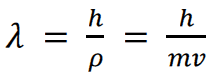 λ = h/ρ = h/mv